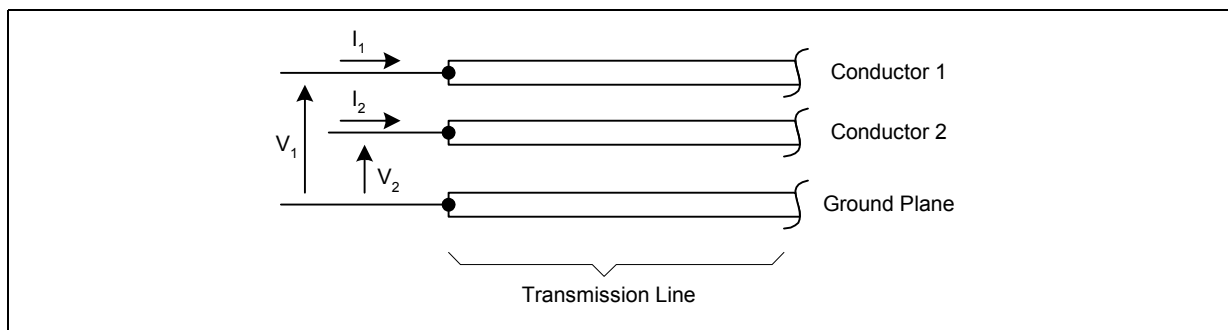 I₁
Conductor 1
I₂
Conductor 2
V₁
V₂
Ground Plane
Transmission Line